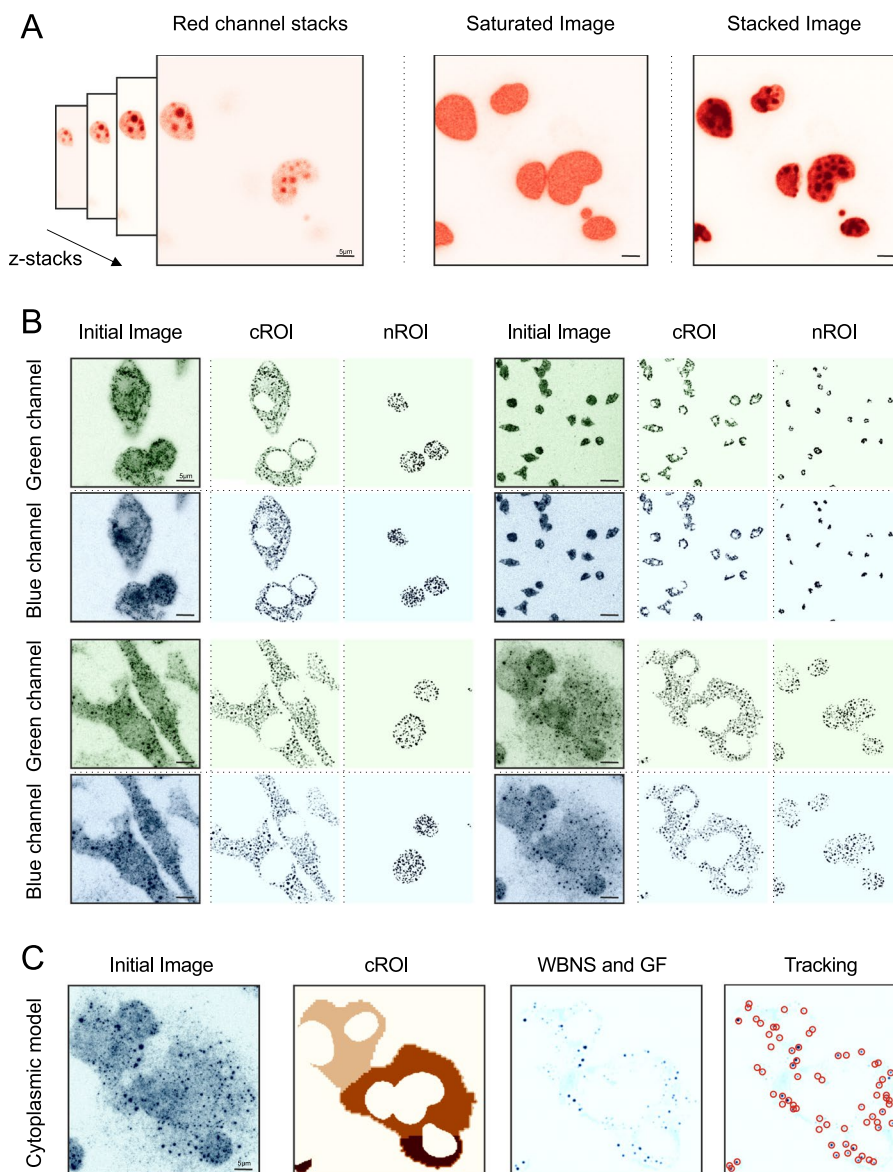 A
Red channel stacks
Saturated Image
Stacked Image
5µm
z-stacks
B
Initial Image
cROI
nROI
Initial Image
cROI
nROI
Green channel
5µm
Blue channel
Green channel
Blue channel
C
Initial Image
cROI
WBNS and GF
Tracking
Cytoplasmic model
5µm